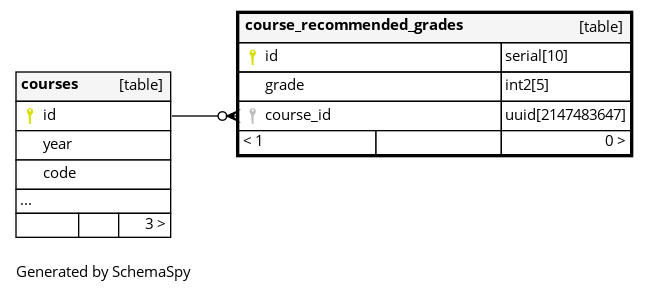 course_recommended_grades [table]
id serial[10]
grade int2[5]
course_id uuid[2147483647]
< 1 0 >
courses [table]
id
year
code
...
3 >
Generated by SchemaSpy